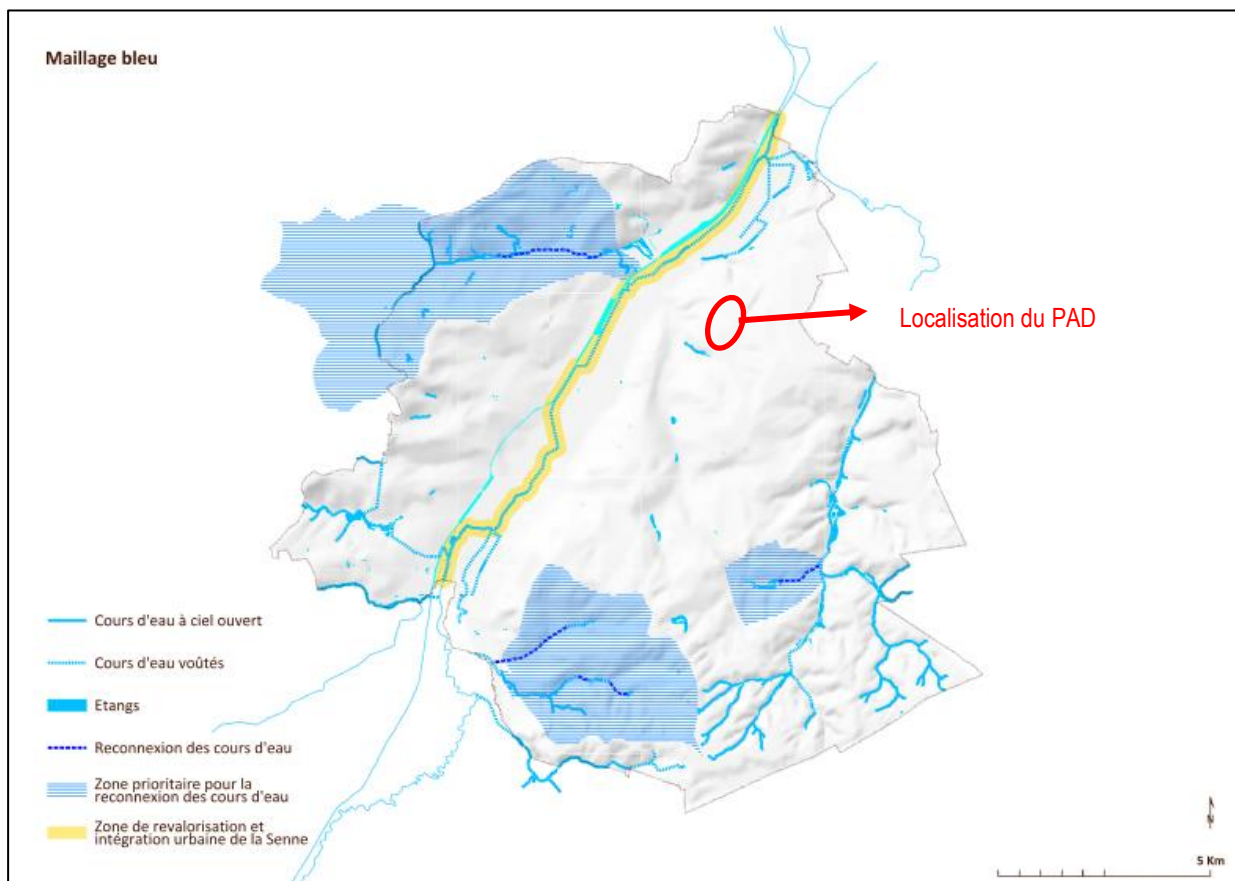 Maillage bleu
Localisation du PAD
Cours d'eau à ciel ouvert
Cours d'eau voûtés
Etangs
Reconnexion des cours d'eau
Zone prioritaire pour la
reconnexion des cours d'eau
Zone de revalorisation et
intégration urbaine de la Senne
N
5 Km